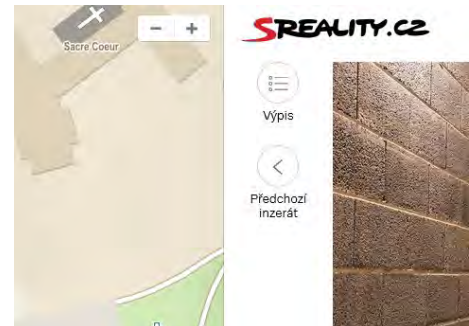 Sacre Coeur
− +
SREALITY.CZ
Výpis
Předchozí
inzerát